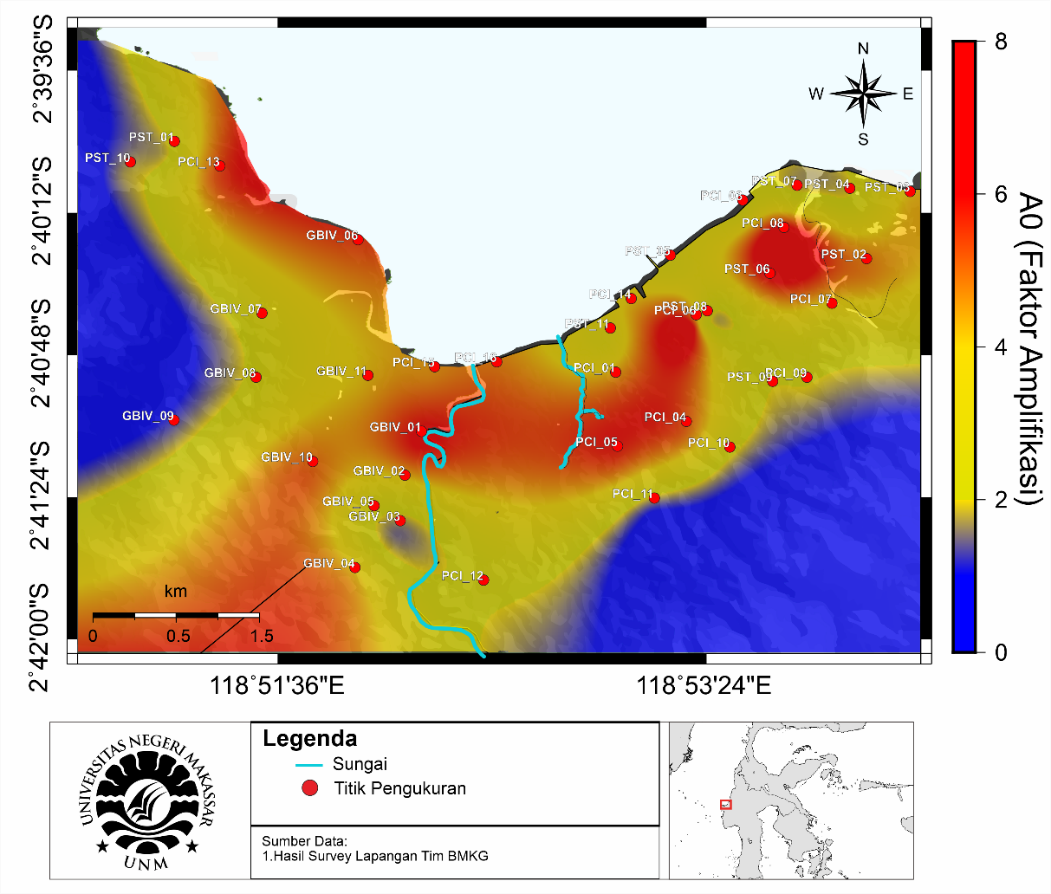 2°39'36"S
2°40'12"S
2°40'48"S
2°41'24"S
2°42'00"S
118°51'36"E
118°53'24"E
N
W
E
S
PST_01
PST_10
PCI_13
GBIV_06
GBIV_07
GBIV_08
GBIV_11
GBIV_09
GBIV_10
GBIV_01
GBIV_02
GBIV_05
GBIV_03
GBIV_04
PCI_12
PCI_15
PCI_16
PST_07
PST_04
PST_03
PCI_08
PST_02
PST_06
PCI_07
PCI_14
PST_08
PCI_06
PST_11
PCI_01
PST_09
PCI_09
PCI_04
PCI_05
PCI_10
PCI_11
km
0
0.5
1.5
8
6
4
2
0
A0 (Faktor Amplifikasi)
UNIVERSITAS NEGERI MAKASSAR
UNM
Legenda
Sungai
Titik Pengukuran
Sumber Data:
1.Hasil Survey Lapangan Tim BMKG